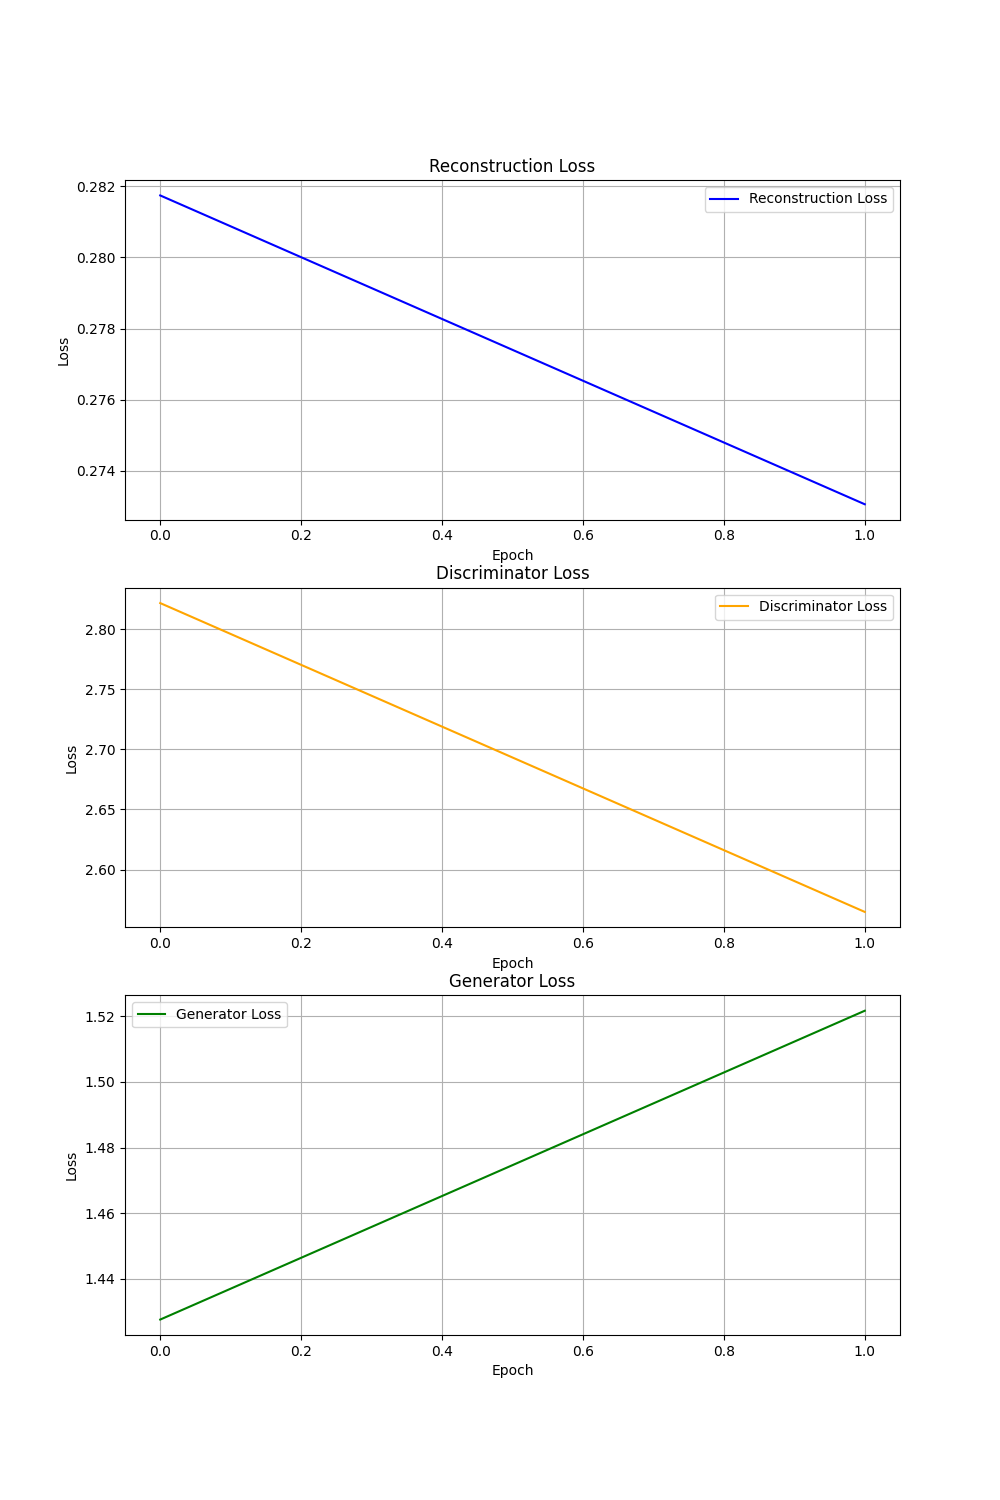 Reconstruction Loss
Reconstruction Loss
0.282
0.280
0.278
0.276
0.274
Loss
0.0 0.2 0.4 0.6 0.8 1.0
Epoch
Discriminator Loss
Discriminator Loss
2.80
2.75
2.70
2.65
2.60
Loss
0.0 0.2 0.4 0.6 0.8 1.0
Epoch
Generator Loss
Generator Loss
1.52
1.50
1.48
1.46
1.44
Loss
0.0 0.2 0.4 0.6 0.8 1.0
Epoch